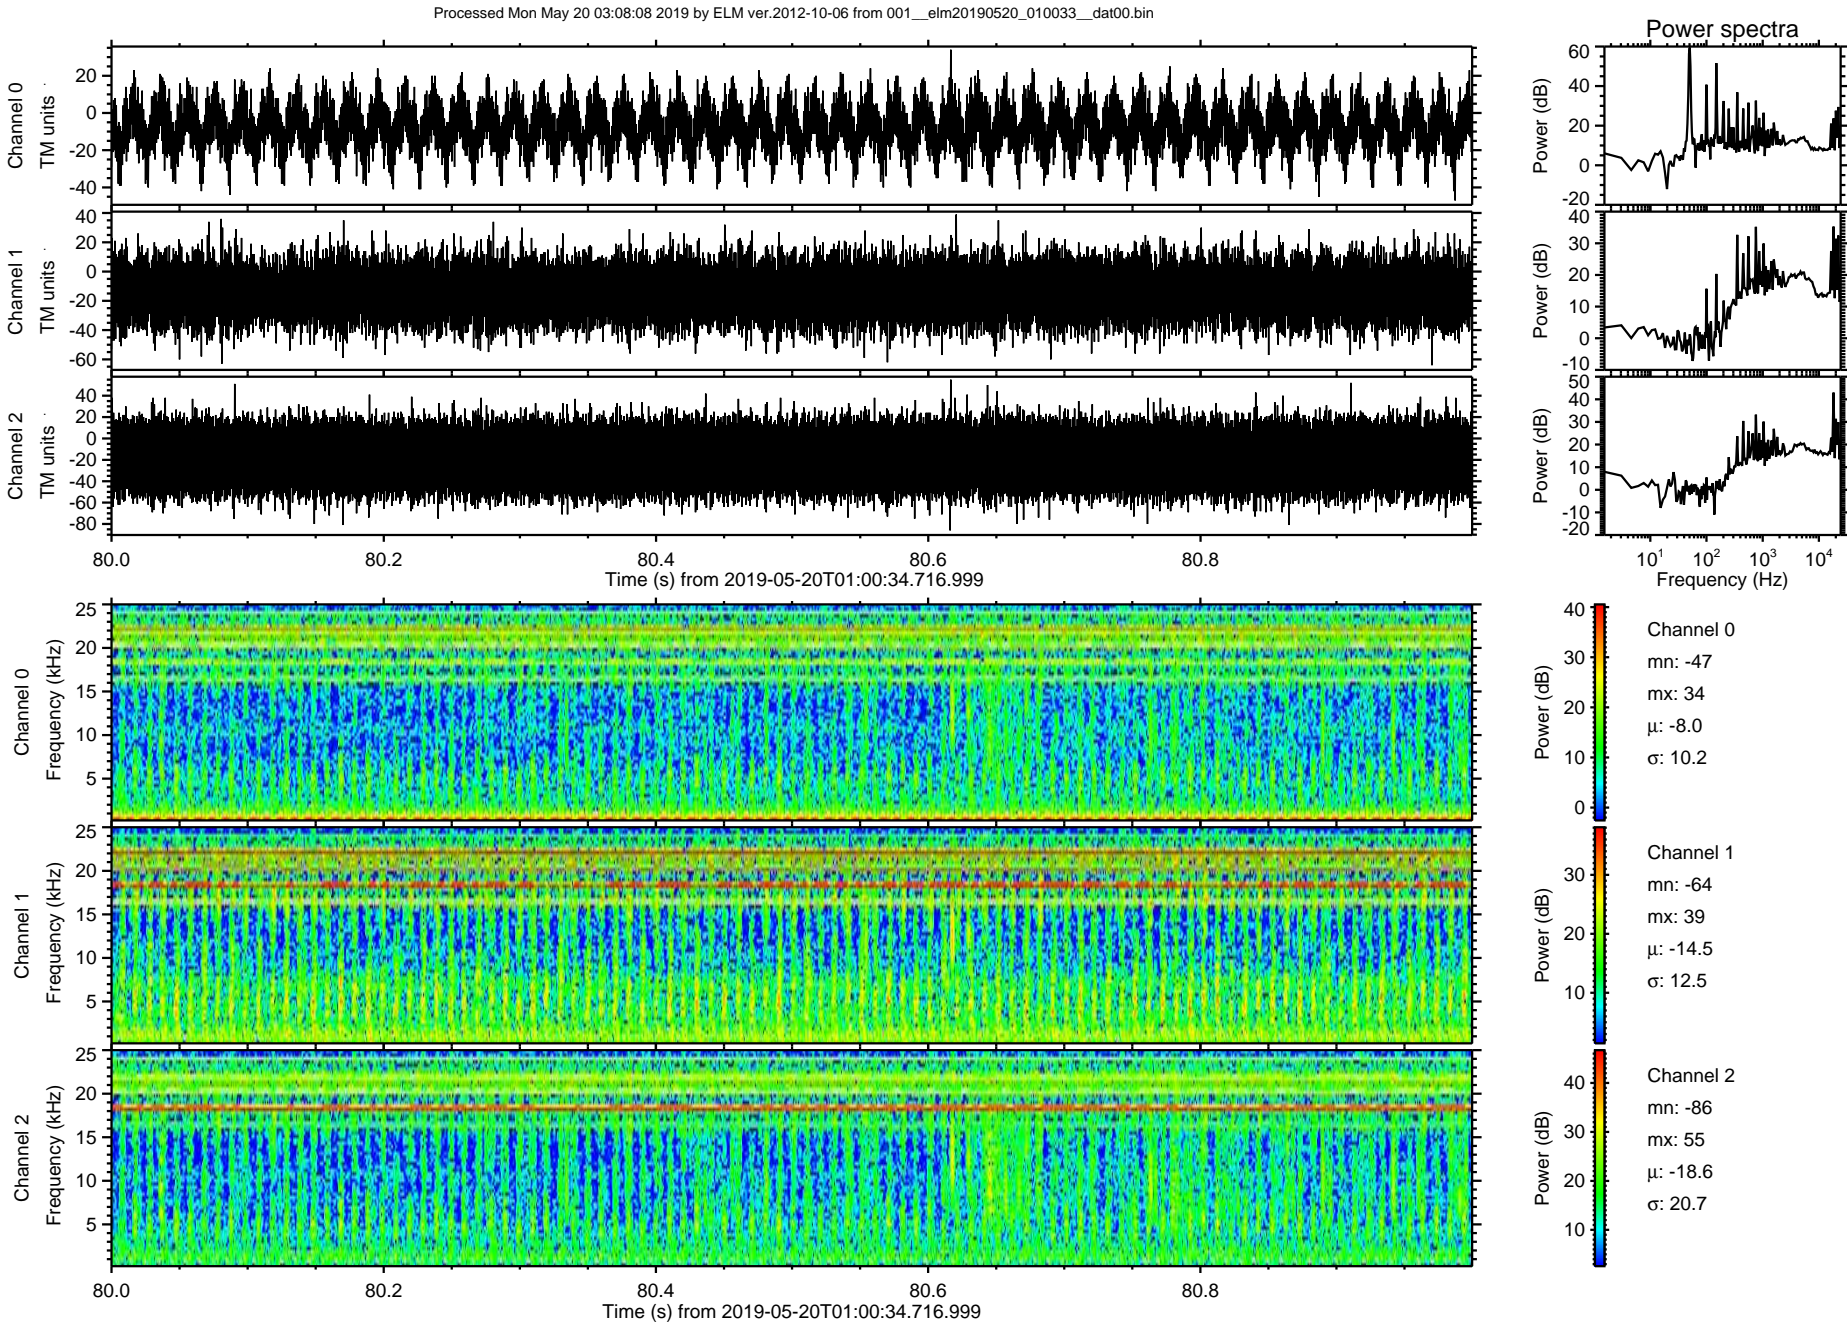 Processed Mon May 20 03:08:08 2019 by ELM ver.2012-10-06 from 001__elm20190520_010033__dat00.bin
Power spectra
Channel 0
TM units
20
0
-20
-40
Power (dB)
60
40
20
0
-20
Channel 1
TM units
40
20
0
-20
-40
-60
Power (dB)
40
30
20
10
0
-10
Channel 2
TM units
40
20
0
-20
-40
-60
-80
Power (dB)
50
40
30
20
10
0
-10
-20
80.0 80.2 80.4 80.6 80.8
Time (s) from 2019-05-20T01:00:34.716.999
10^1 10^2 10^3 10^4
Frequency (Hz)
Channel 0
Frequency (kHz)
25
20
15
10
5
Power (dB)
40
30
20
10
0
Channel 0
mn: -47
mx: 34
μ: -8.0
σ: 10.2
Channel 1
Frequency (kHz)
25
20
15
10
5
Power (dB)
30
20
10
Channel 1
mn: -64
mx: 39
μ: -14.5
σ: 12.5
Channel 2
Frequency (kHz)
25
20
15
10
5
Power (dB)
40
30
20
10
Channel 2
mn: -86
mx: 55
μ: -18.6
σ: 20.7
80.0 80.2 80.4 80.6 80.8
Time (s) from 2019-05-20T01:00:34.716.999